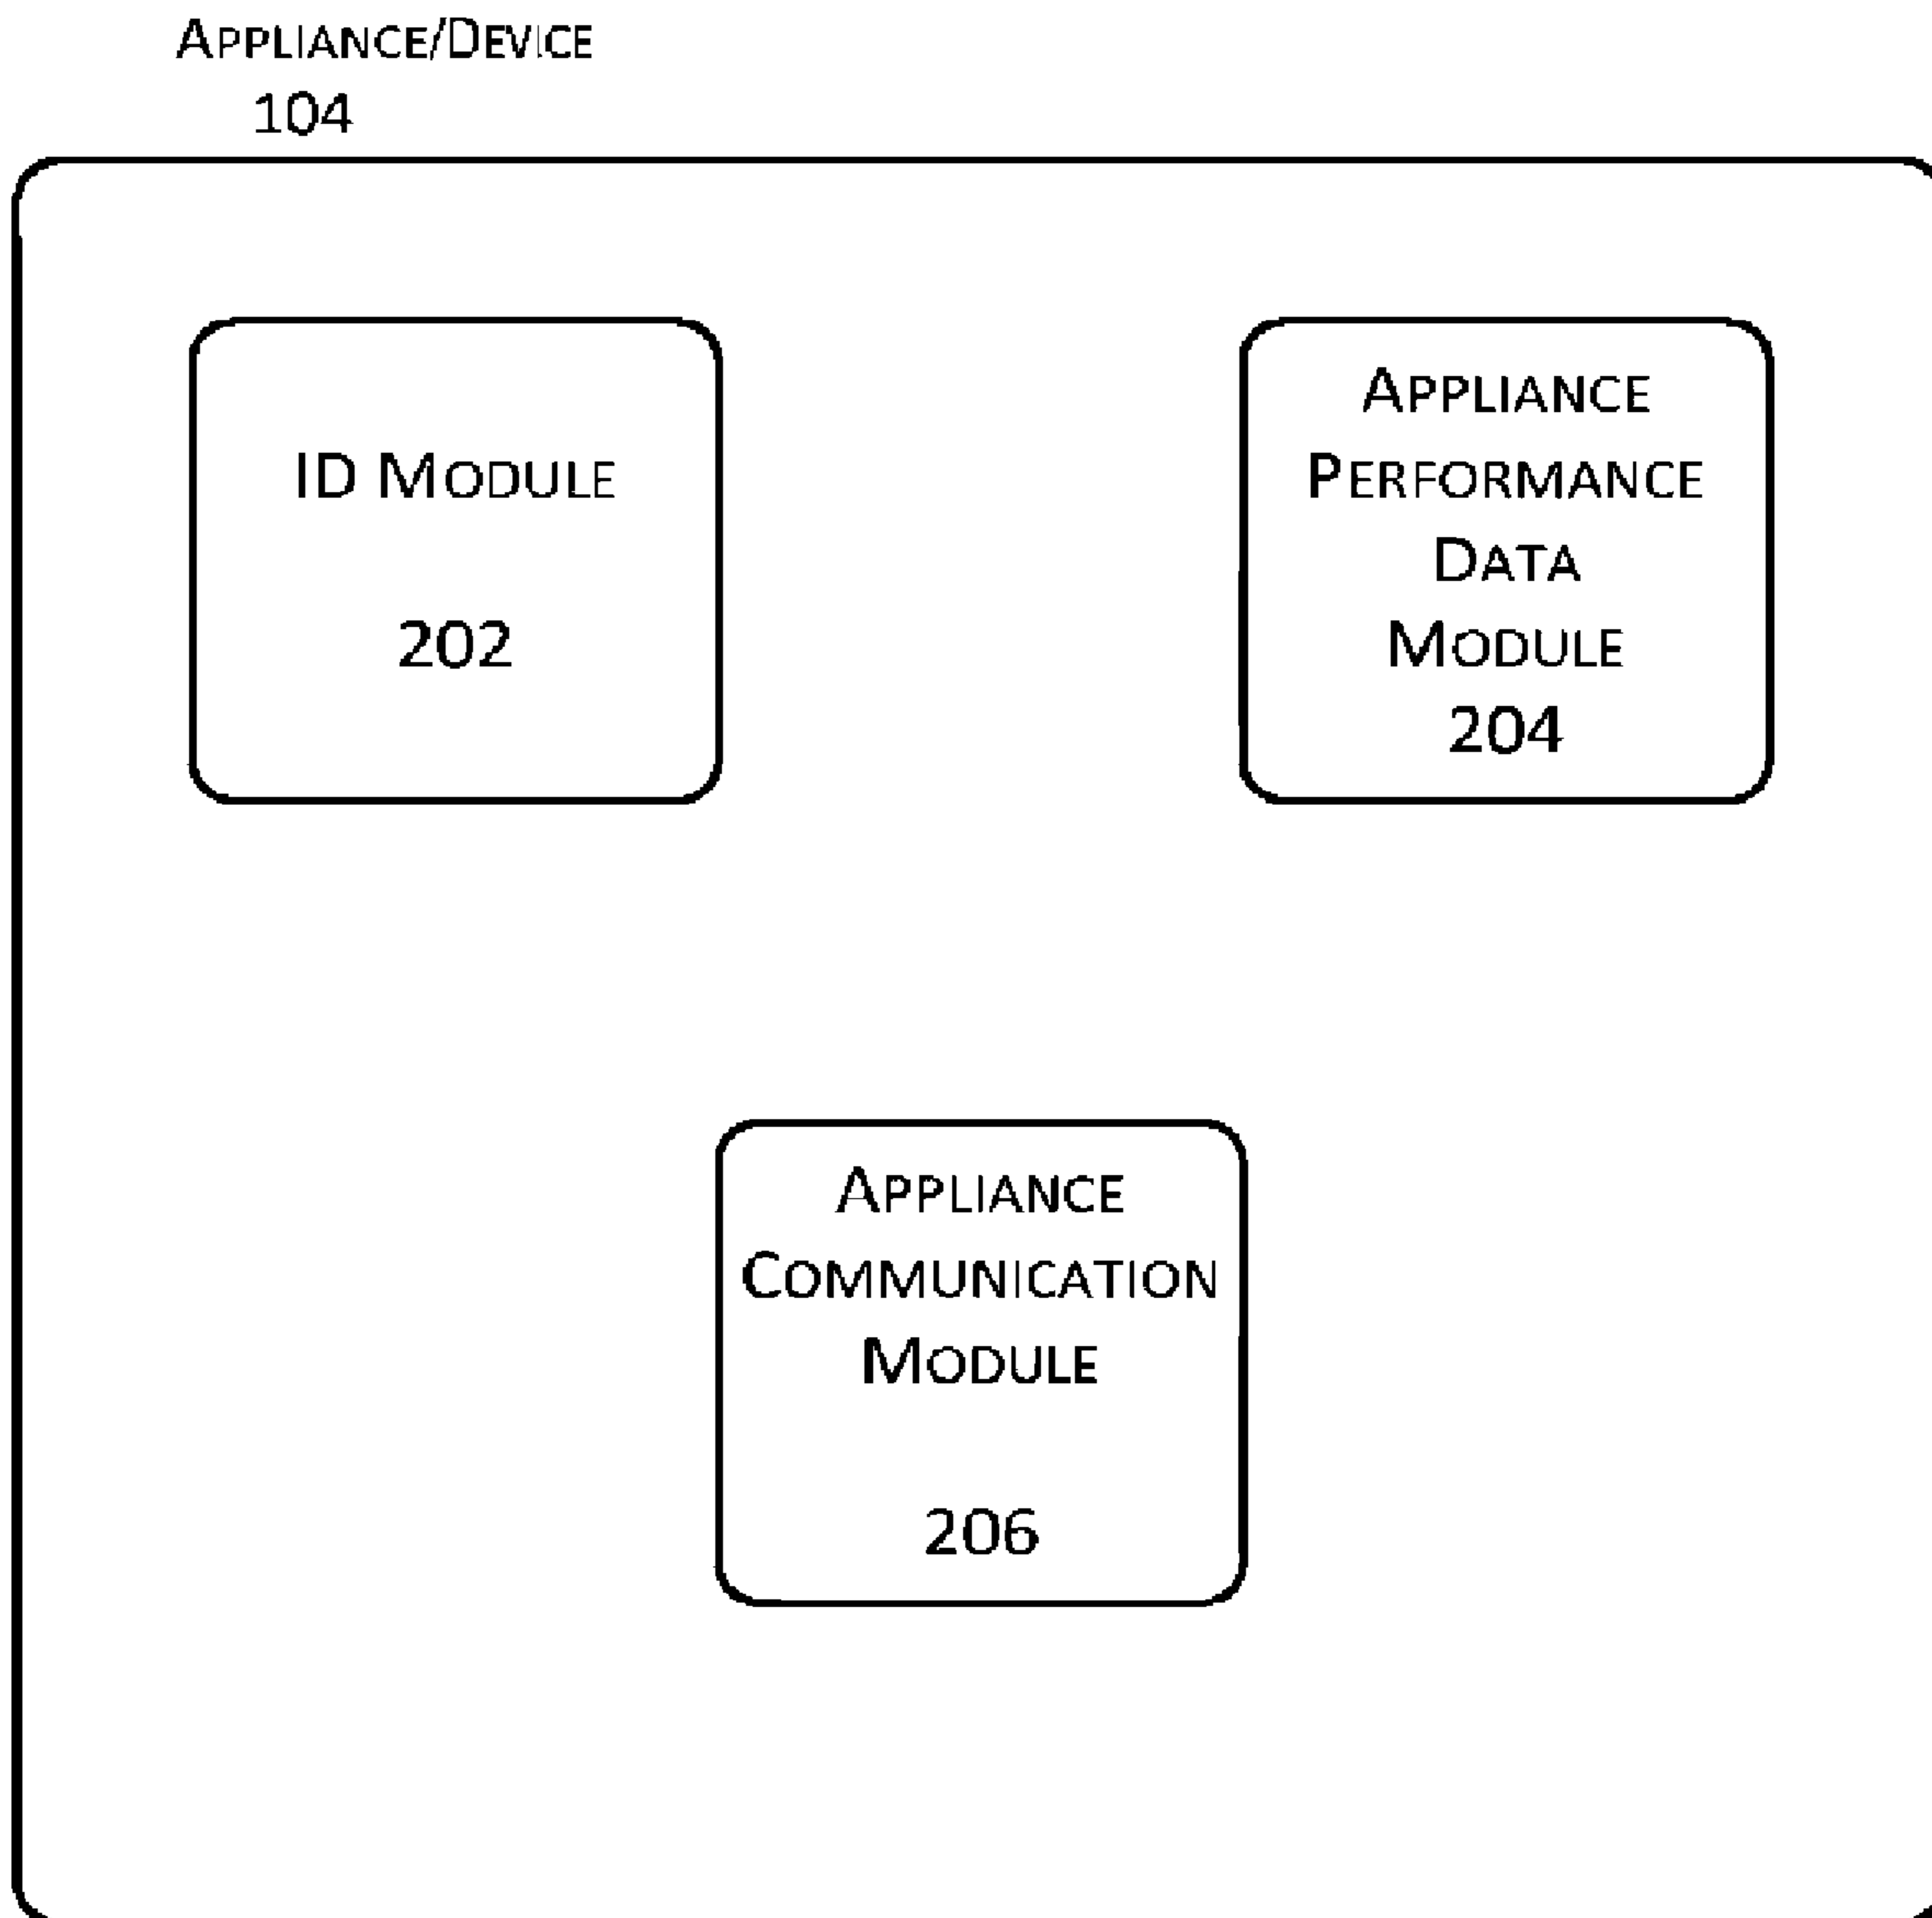 APPLIANCE/DEVICE
104
ID MODULE
202
APPLIANCE
PERFORMANCE
DATA
MODULE
204
APPLIANCE
COMMUNICATION
MODULE
206